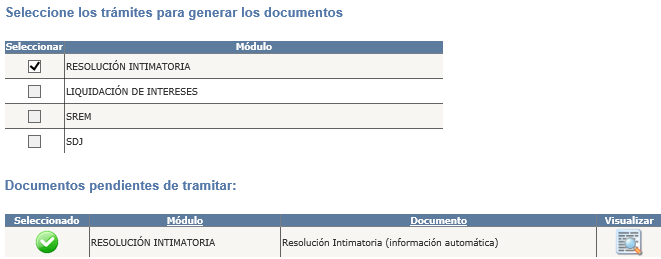 Seleccione los trámites para generar los documentos
Seleccionar Módulo
RESOLUCIÓN INTIMATORIA
LIQUIDACIÓN DE INTERESES
SREM
SDJ
Documentos pendientes de tramitar:
Seleccionado Módulo Documento Visualizar
RESOLUCIÓN INTIMATORIA Resolución Intimatoria (información automática)